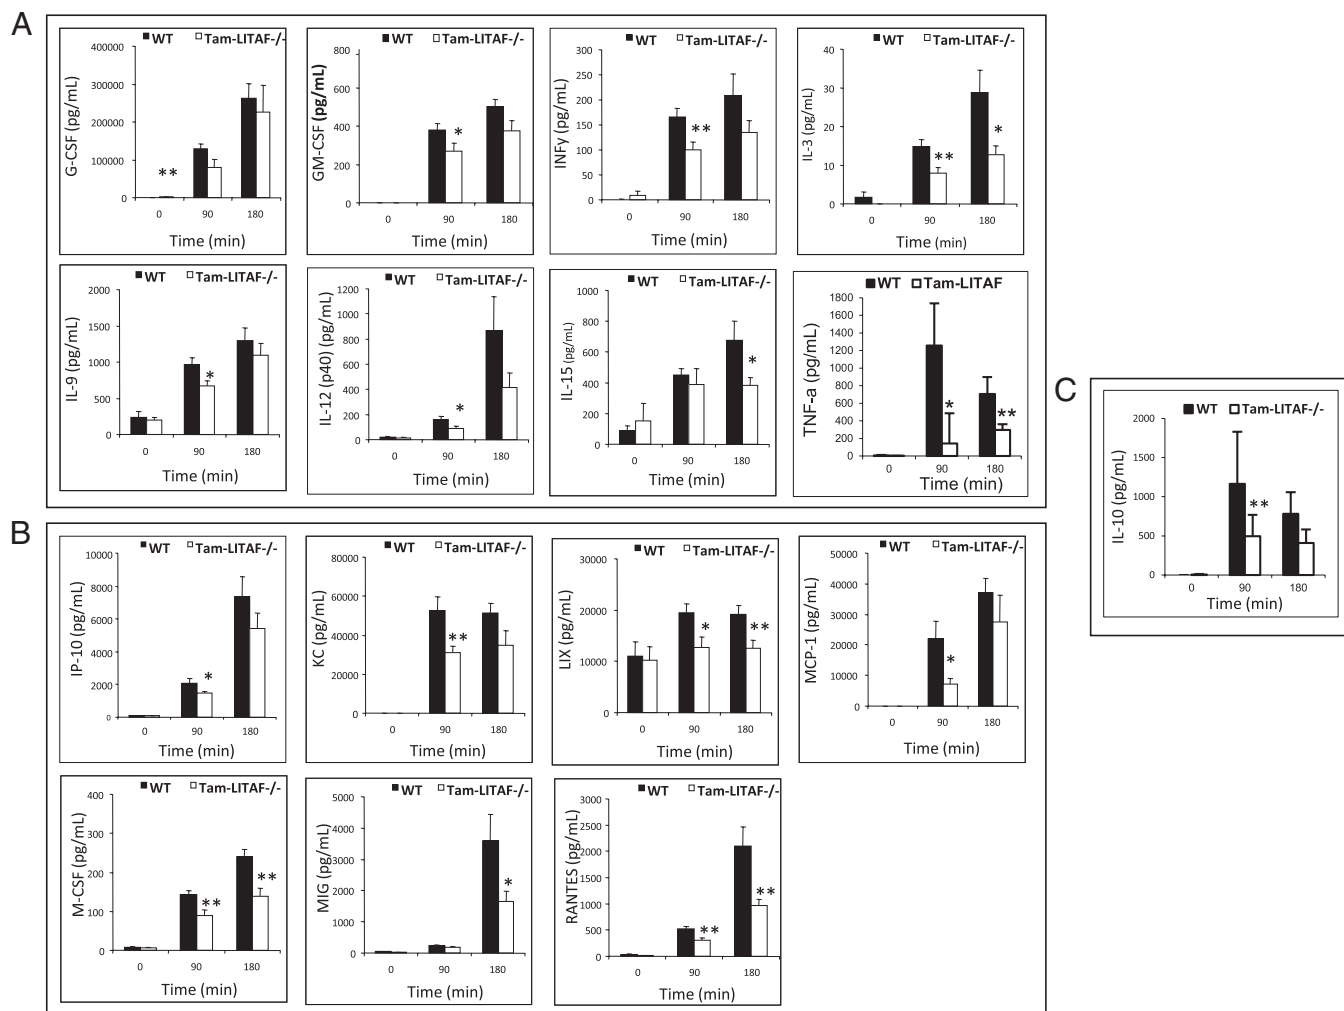 A
WT Tam-LITAF-/-
400000
300000
200000
100000
0
G-CSF (pg/mL)
**
0 90 180
Time (min)
WT Tam-LITAF-/-
800
600
400
200
0
GM-CSF (pg/mL)
*
0 90 180
Time (min)
WT Tam-LITAF-/-
300
250
200
150
100
50
0
INFγ (pg/mL)
**
0 90 180
Time (min)
WT Tam-LITAF-/-
40
30
20
10
0
IL-3 (pg/mL)
**
*
0 90 180
Time (min)
WT Tam-LITAF-/-
2000
1500
1000
500
0
IL-9 (pg/mL)
*
0 90 180
Time (min)
WT Tam-LITAF-/-
1200
1000
800
600
400
200
0
IL-12 (p40) (pg/mL)
*
0 90 180
Time (min)
WT Tam-LITAF-/-
1000
800
600
400
200
0
IL-15 (pg/mL)
*
0 90 180
Time (min)
WT Tam-LITAF
1800
1600
1400
1200
1000
800
600
400
200
0
TNF-a (pg/mL)
*
**
0 90 180
Time (min)
B
WT Tam-LITAF-/-
10000
8000
6000
4000
2000
0
IP-10 (pg/mL)
*
0 90 180
Time (min)
WT Tam-LITAF-/-
80000
60000
40000
20000
0
KC (pg/mL)
**
0 90 180
Time (min)
WT Tam-LITAF-/-
30000
20000
10000
0
LIX (pg/mL)
*
**
0 90 180
Time (min)
WT Tam-LITAF-/-
50000
40000
30000
20000
10000
0
MCP-1 (pg/mL)
*
0 90 180
Time (min)
WT Tam-LITAF-/-
400
300
200
100
0
M-CSF (pg/mL)
**
**
0 90 180
Time (min)
WT Tam-LITAF-/-
5000
4000
3000
2000
1000
0
MIG (pg/mL)
*
0 90 180
Time (min)
WT Tam-LITAF-/-
3000
2500
2000
1500
1000
500
0
RANTES (pg/mL)
**
**
0 90 180
Time (min)
C
WT Tam-LITAF-/-
2000
1500
1000
500
0
IL-10 (pg/mL)
**
0 90 180
Time (min)